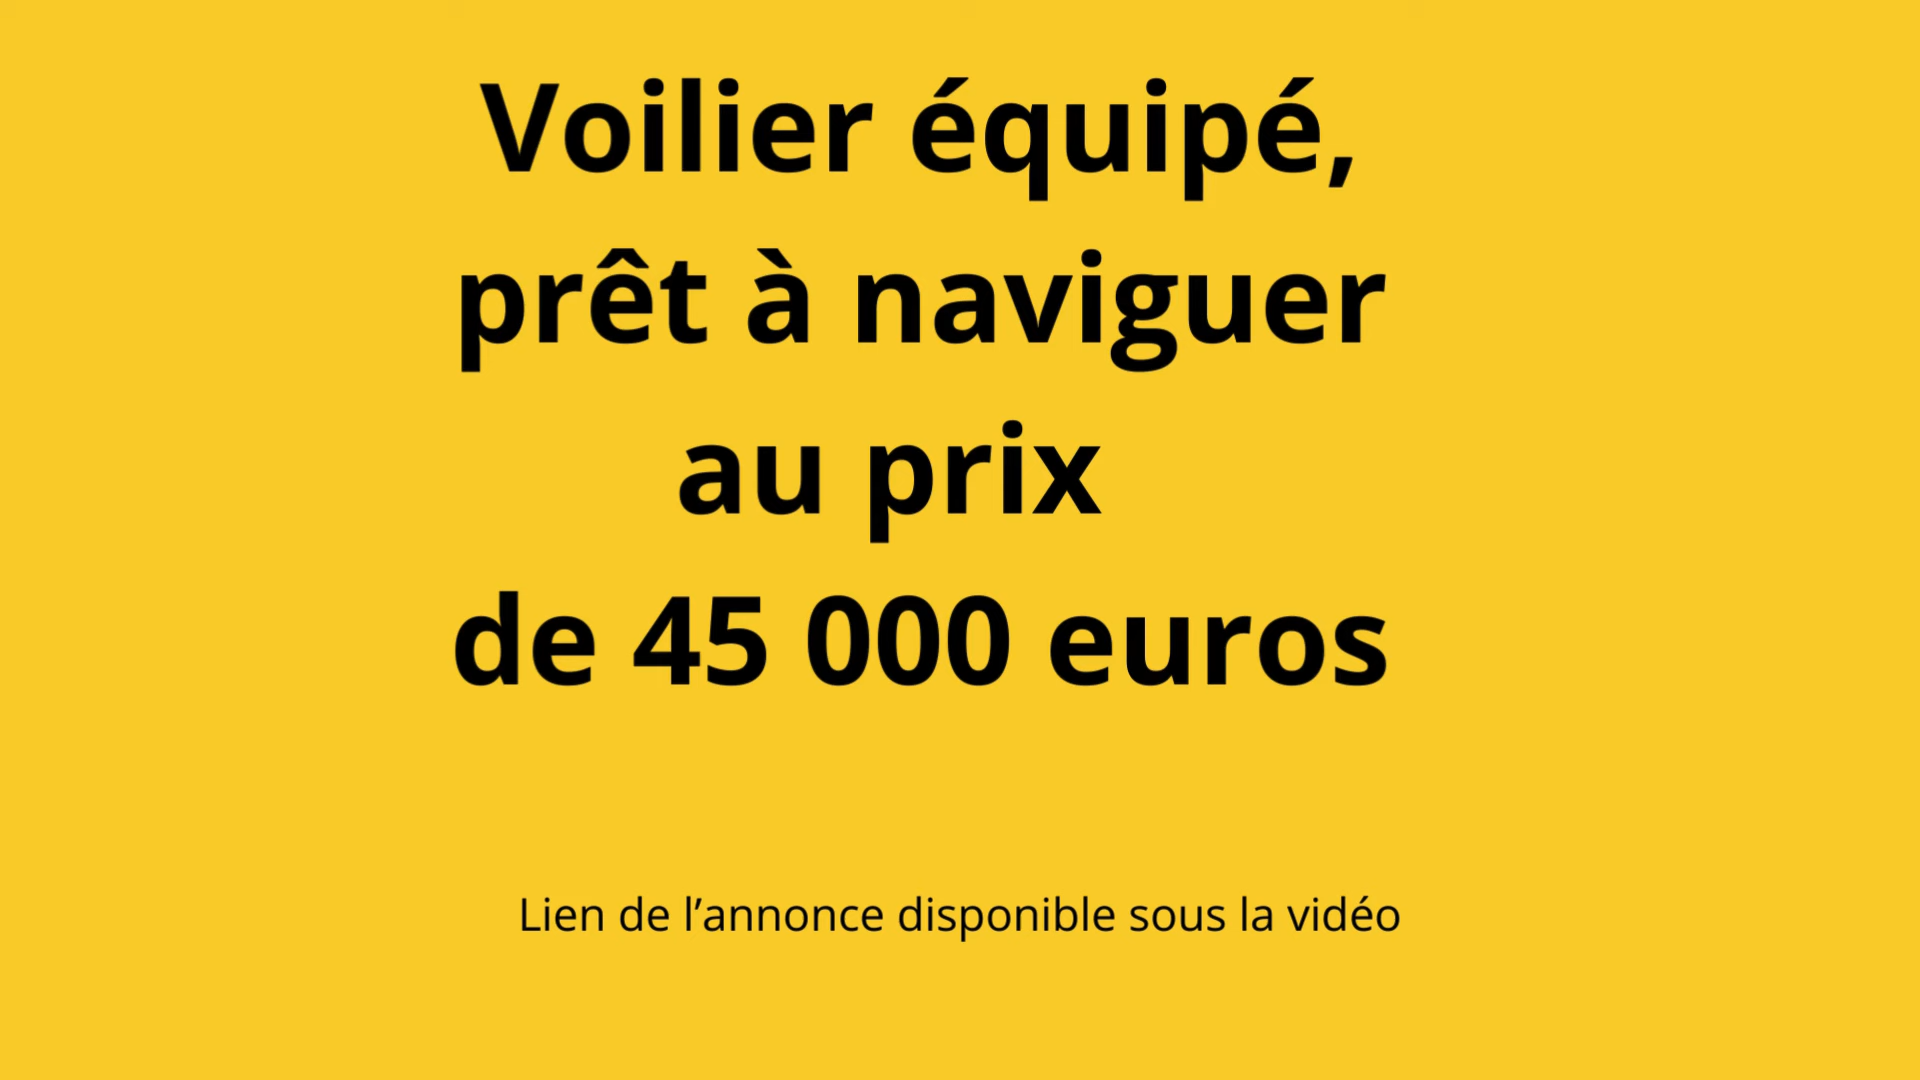 Voilier équipé,
prêt à naviguer
au prix
de 45 000 euros
Lien de l’annonce disponible sous la vidéo